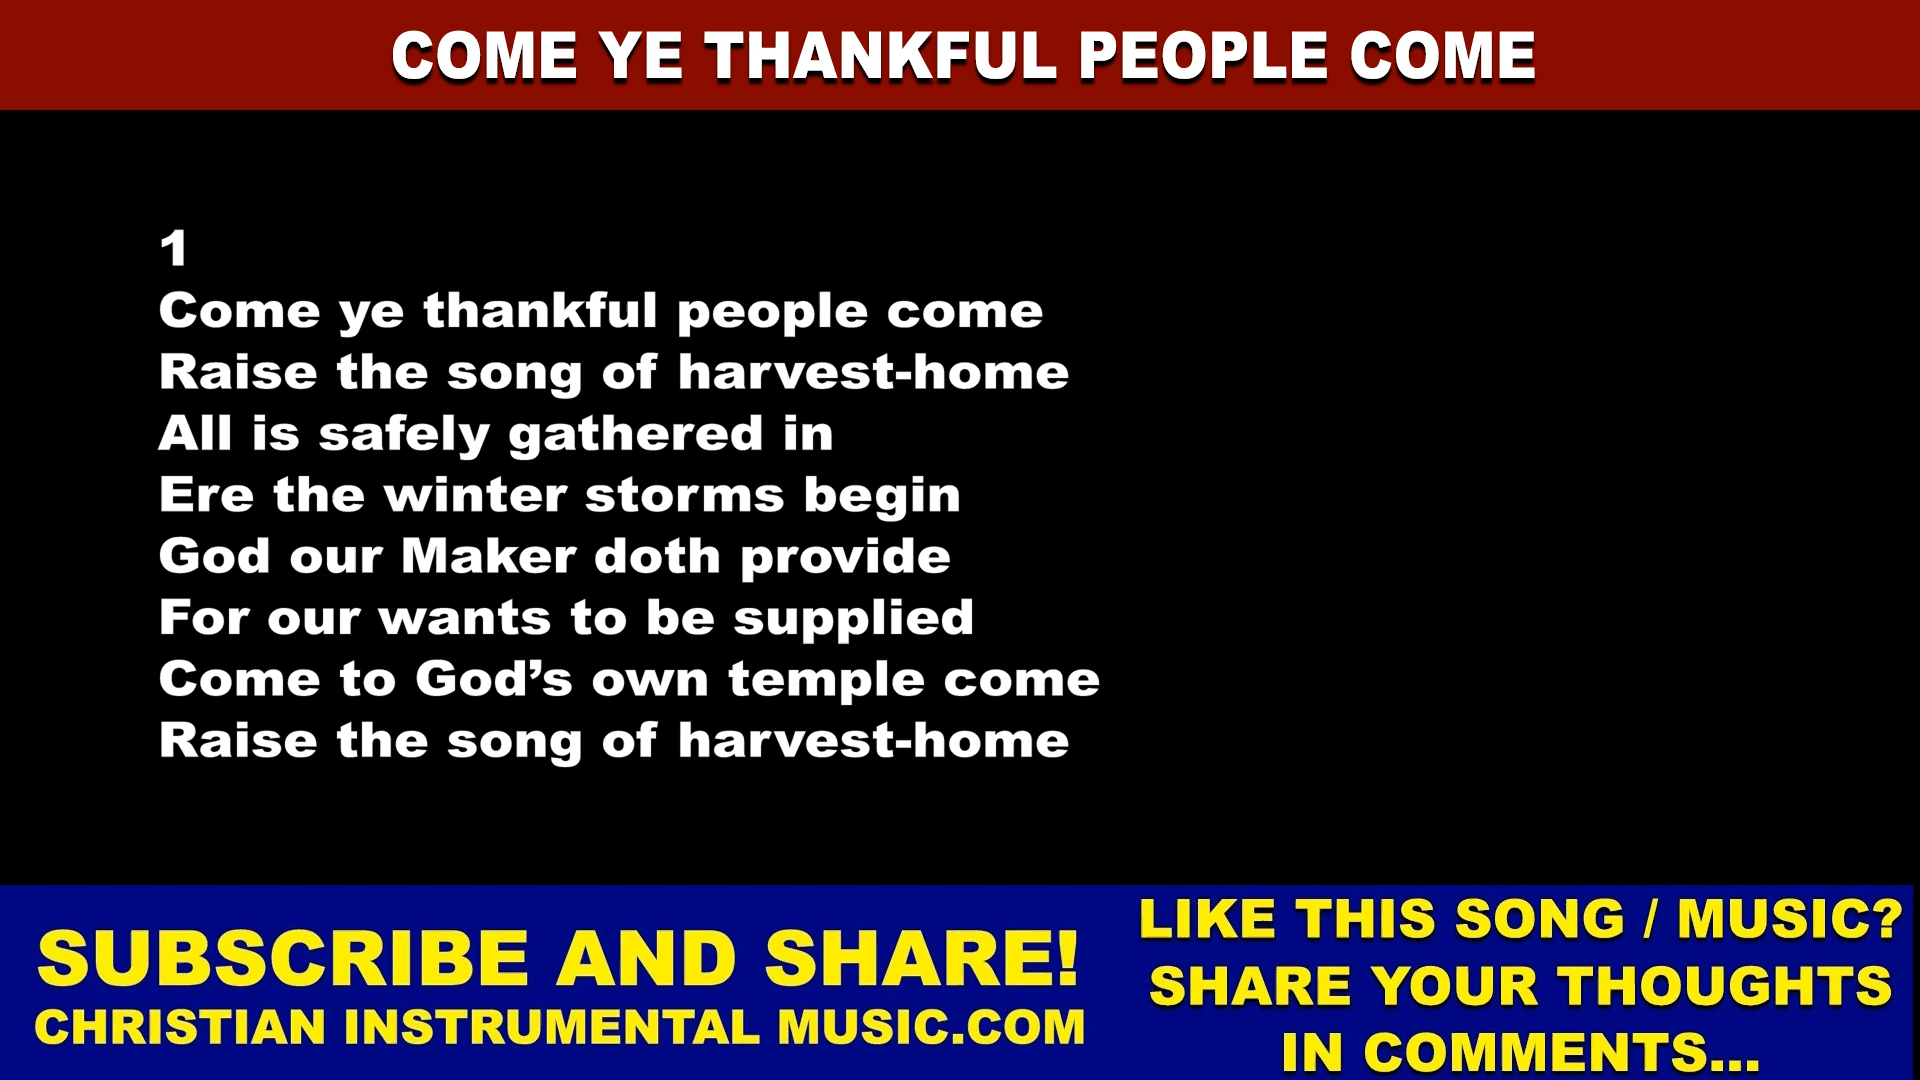 COME YE THANKFUL PEOPLE COME
1
Come ye thankful people come
Raise the song of harvest-home
All is safely gathered in
Ere the winter storms begin
God our Maker doth provide
For our wants to be supplied
Come to God’s own temple come
Raise the song of harvest-home
SUBSCRIBE AND SHARE!
CHRISTIAN INSTRUMENTAL MUSIC.COM
LIKE THIS SONG / MUSIC?
SHARE YOUR THOUGHTS
IN COMMENTS...